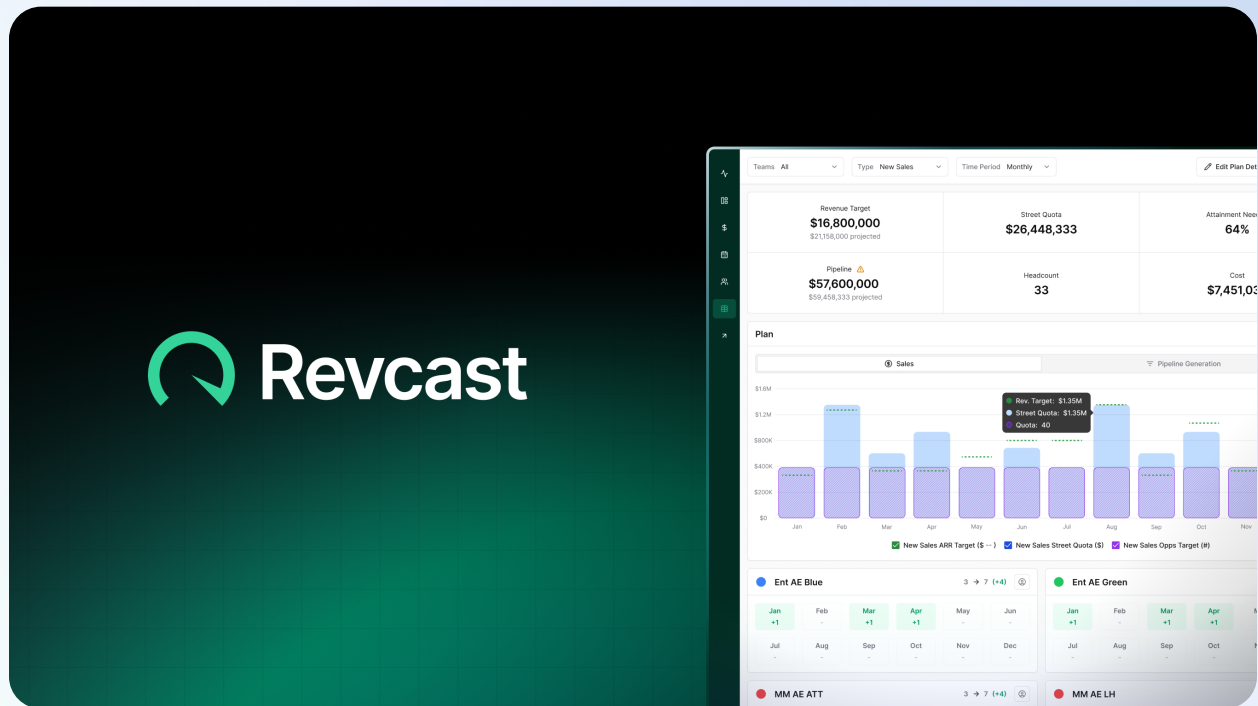 Revcast
Teams All
Type New Sales
Time Period Monthly
Edit Plan Det
Revenue Target
$16,800,000
$21,158,000 projected
Street Quota
$26,448,333
Attainment Nee
64%
Pipeline
$57,600,000
$59,458,333 projected
Headcount
33
Cost
$7,451,03
Plan
Sales
Pipeline Generation
$1.6M
$1.2M
$800K
$400K
$200K
$0
Rev. Target: $1.35M
Street Quota: $1.35M
Quota: 40
Jan Feb Mar Apr May Jun Jul Aug Sep Oct Nov
New Sales ARR Target ($ -- ) New Sales Street Quota ($) New Sales Opps Target (#)
Ent AE Blue
3 → 7 (+4)
Jan Feb Mar Apr May Jun
+1 - +1 +1 - -
Jul Aug Sep Oct Nov Dec
- - - - - -
Ent AE Green
Jan Feb Mar Apr
+1 - +1 +1
Jul Aug Sep Oct
- - - -
MM AE ATT
3 → 7 (+4)
MM AE LH